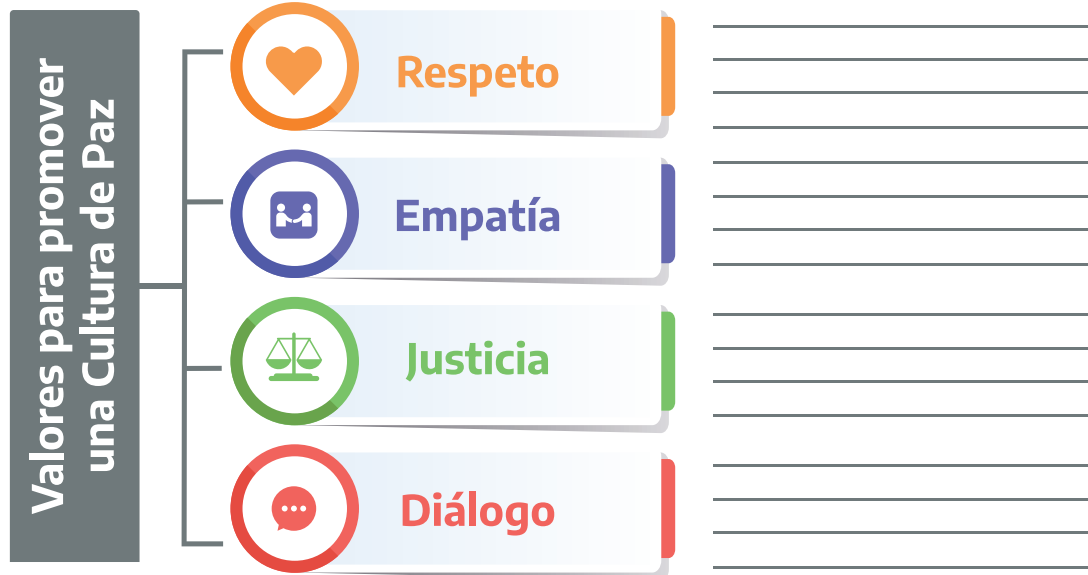 Valores para promover
una Cultura de Paz
Respeto
Empatía
Justicia
Diálogo